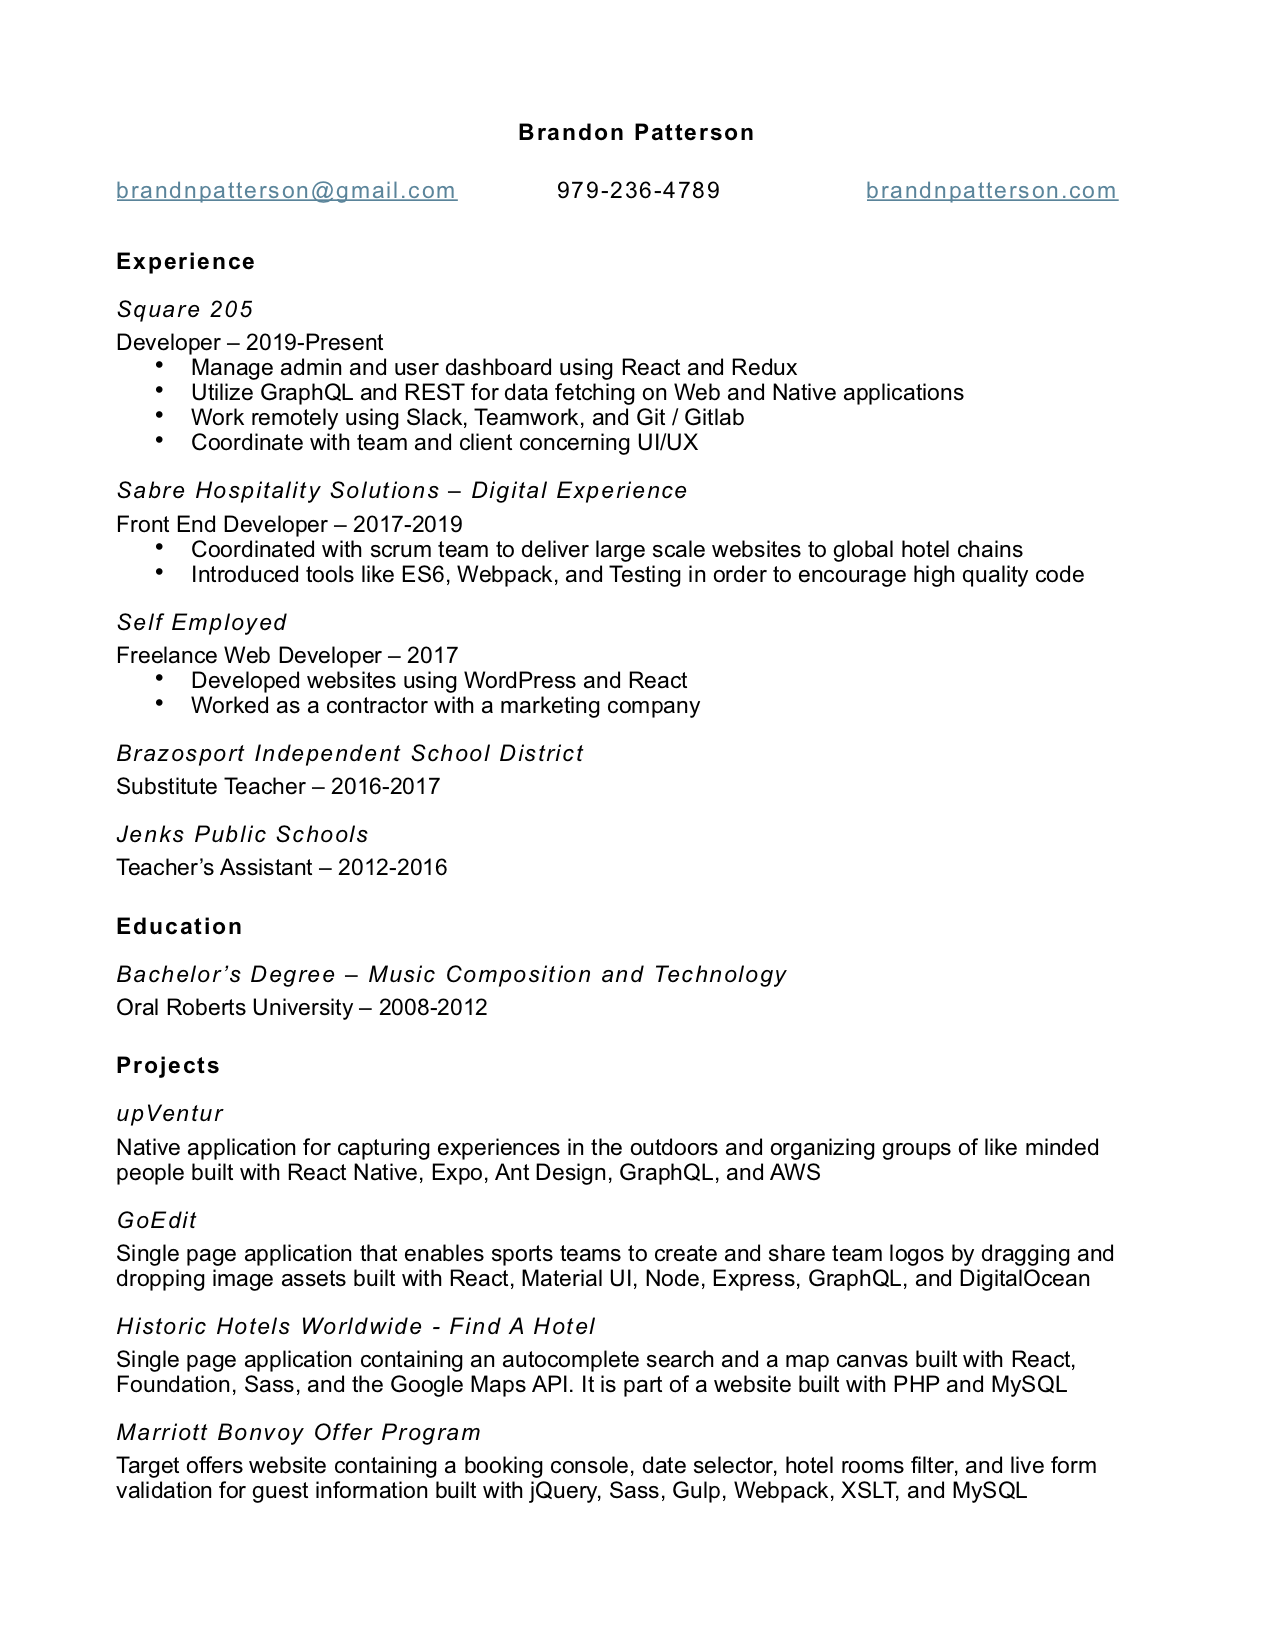 Brandon Patterson
brandnpatterson@gmail.com 979-236-4789 brandnpatterson.com
Experience
Square 205
Developer – 2019-Present
• Manage admin and user dashboard using React and Redux
• Utilize GraphQL and REST for data fetching on Web and Native applications
• Work remotely using Slack, Teamwork, and Git / Gitlab
• Coordinate with team and client concerning UI/UX
Sabre Hospitality Solutions – Digital Experience
Front End Developer – 2017-2019
• Coordinated with scrum team to deliver large scale websites to global hotel chains
• Introduced tools like ES6, Webpack, and Testing in order to encourage high quality code
Self Employed
Freelance Web Developer – 2017
• Developed websites using WordPress and React
• Worked as a contractor with a marketing company
Brazosport Independent School District
Substitute Teacher – 2016-2017
Jenks Public Schools
Teacher’s Assistant – 2012-2016
Education
Bachelor’s Degree – Music Composition and Technology
Oral Roberts University – 2008-2012
Projects
upVentur
Native application for capturing experiences in the outdoors and organizing groups of like minded
people built with React Native, Expo, Ant Design, GraphQL, and AWS
GoEdit
Single page application that enables sports teams to create and share team logos by dragging and
dropping image assets built with React, Material UI, Node, Express, GraphQL, and DigitalOcean
Historic Hotels Worldwide - Find A Hotel
Single page application containing an autocomplete search and a map canvas built with React,
Foundation, Sass, and the Google Maps API. It is part of a website built with PHP and MySQL
Marriott Bonvoy Offer Program
Target offers website containing a booking console, date selector, hotel rooms filter, and live form
validation for guest information built with jQuery, Sass, Gulp, Webpack, XSLT, and MySQL